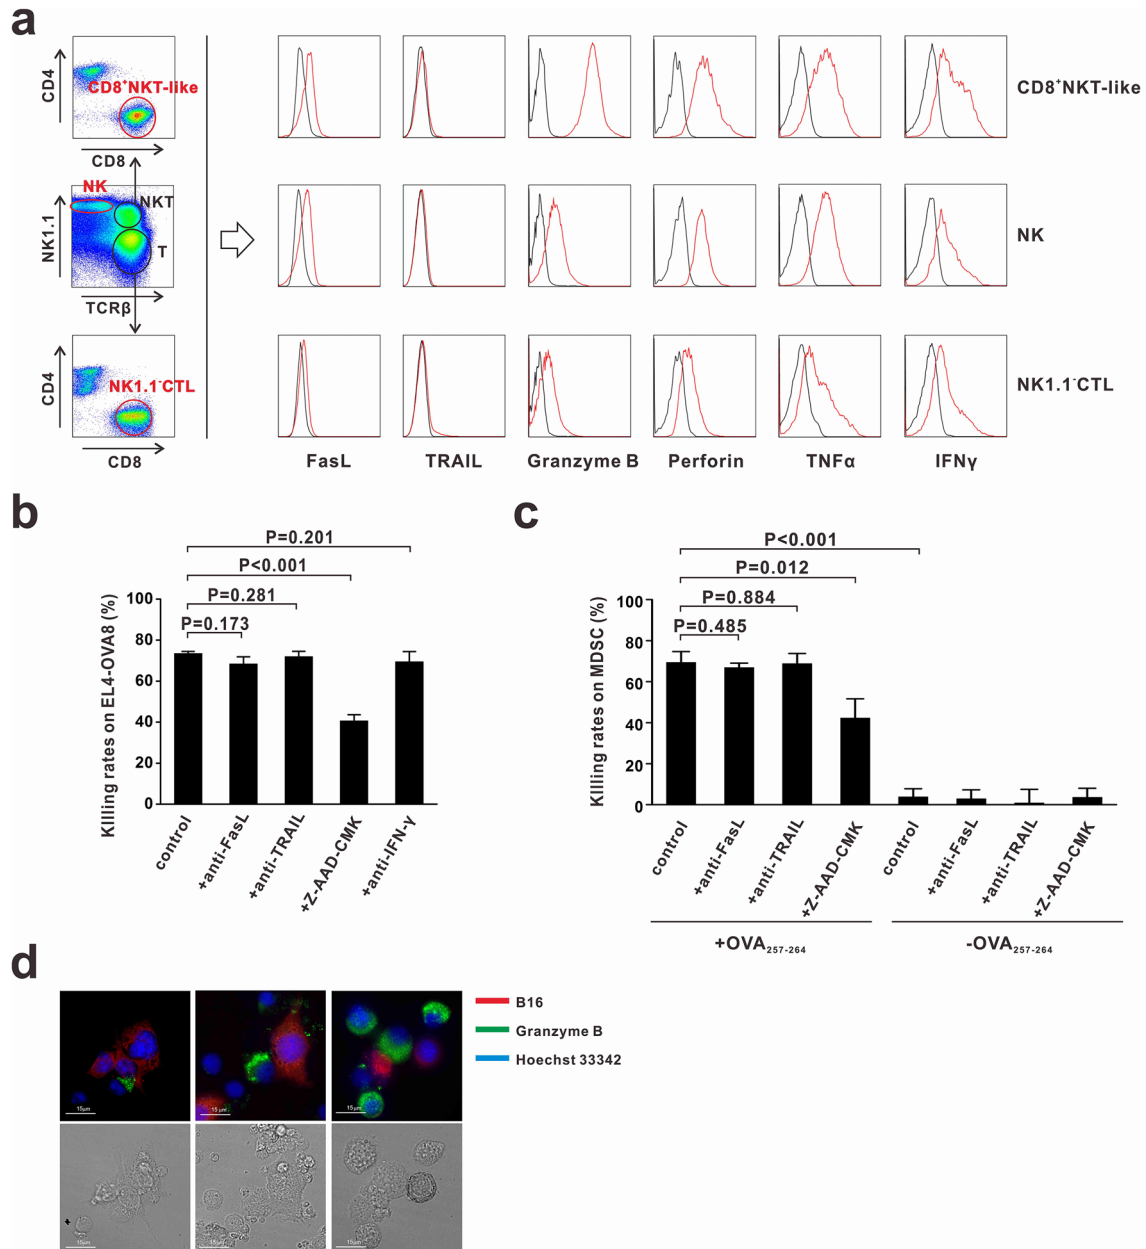 a
CD4
CD8⁺NKT-like
CD8
CD8⁺NKT-like
NK
NKT
NK1.1
T
TCRβ
NK
CD4
NK1.1⁻CTL
CD8
NK1.1⁻CTL
FasL
TRAIL
Granzyme B
Perforin
TNFα
IFNγ
b
P=0.201
P<0.001
P=0.281
P=0.173
KIlling rates on EL4-OVA8 (%)
100
80
60
40
20
0
control
+anti-FasL
+anti-TRAIL
+Z-AAD-CMK
+anti-IFN-γ
c
P<0.001
P=0.012
P=0.884
P=0.485
KIlling rates on MDSC (%)
100
80
60
40
20
0
control
+anti-FasL
+anti-TRAIL
+Z-AAD-CMK
control
+anti-FasL
+anti-TRAIL
+Z-AAD-CMK
+OVA₂₅₇₋₂₆₄
-OVA₂₅₇₋₂₆₄
d
15μm
15 μm
15μm
B16
Granzyme B
Hoechst 33342
15μm
15 μm
15μm